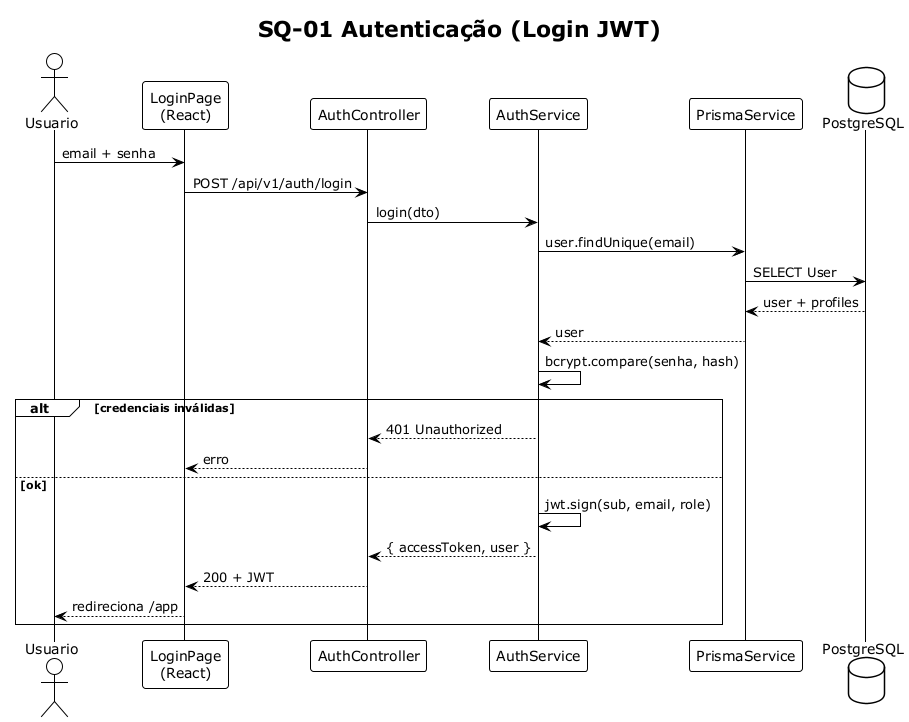 SQ-01 Autenticação (Login JWT)
Usuario
LoginPage
(React)
AuthController
AuthService
PrismaService
PostgreSQL
email + senha
POST /api/v1/auth/login
login(dto)
user.findUnique(email)
SELECT User
user + profiles
user
bcrypt.compare(senha, hash)
alt
[credenciais inválidas]
401 Unauthorized
erro
[ok]
jwt.sign(sub, email, role)
{ accessToken, user }
200 + JWT
redireciona /app
Usuario
LoginPage
(React)
AuthController
AuthService
PrismaService
PostgreSQL